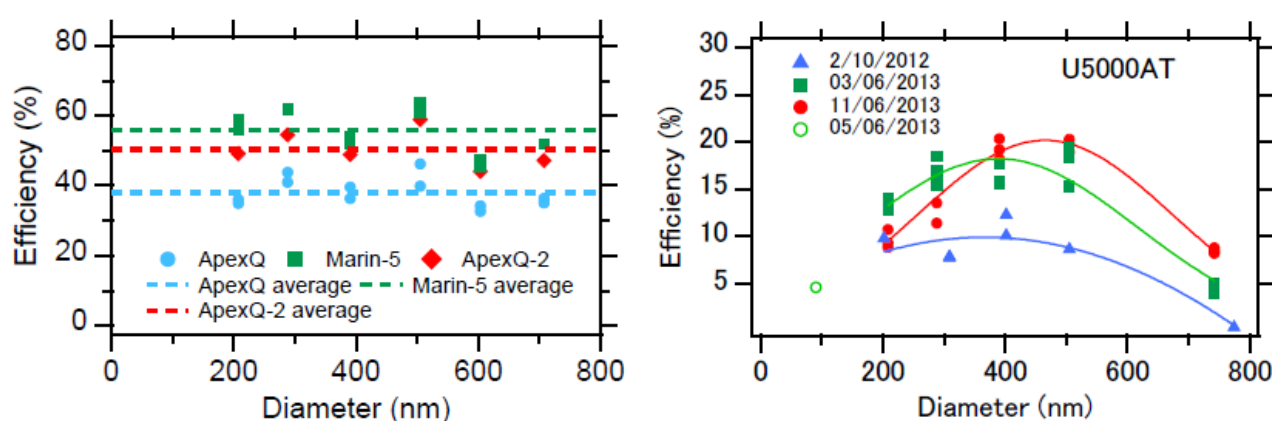 80
60
40
20
0
Efficiency (%)
ApexQ Marin-5 ApexQ-2
ApexQ average Marin-5 average
ApexQ-2 average
0 200 400 600 800
Diameter (nm)
30
25
20
15
10
5
Efficiency (%)
U5000AT
2/10/2012
03/06/2013
11/06/2013
05/06/2013
0 200 400 600 800
Diameter (nm)